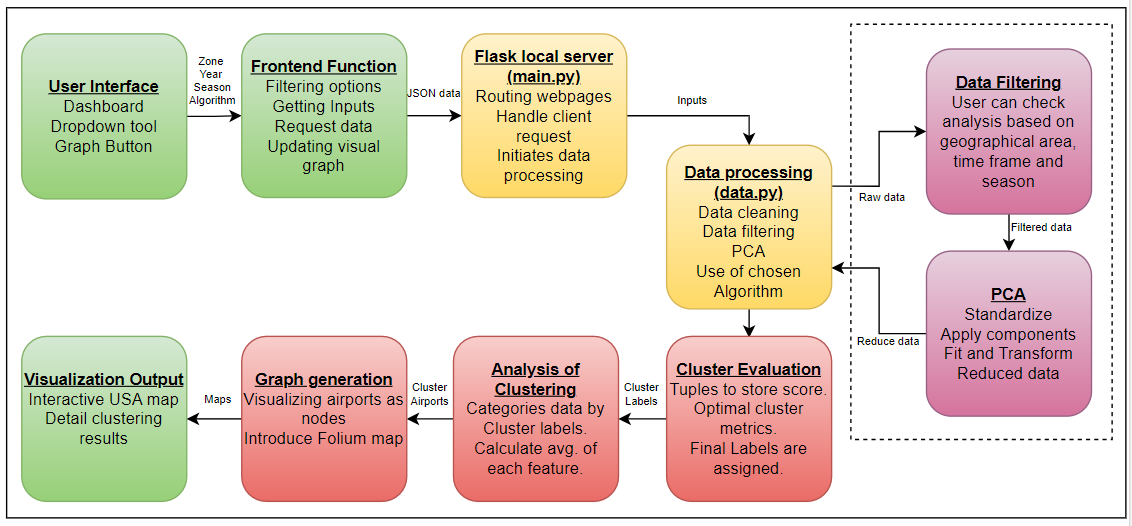 User Interface
Dashboard
Dropdown tool
Graph Button
Zone
Year
Season
Algorithm
Frontend Function
Filtering options
Getting Inputs
Request data
Updating visual
graph
JSON data
Flask local server
(main.py)
Routing webpages
Handle client
request
Initiates data
processing
Inputs
Data processing
(data.py)
Data cleaning
Data filtering
PCA
Use of chosen
Algorithm
Raw data
Data Filtering
User can check
analysis based on
geographical area,
time frame and
season
Filtered data
PCA
Standardize
Apply components
Fit and Transform
Reduced data
Reduce data
Cluster Evaluation
Tuples to store score.
Optimal cluster
metrics.
Final Labels are
assigned.
Cluster
Labels
Analysis of
Clustering
Categories data by
Cluster labels.
Calculate avg. of
each feature.
Cluster
Airports
Graph generation
Visualizing airports as
nodes
Introduce Folium map
Maps
Visualization Output
Interactive USA map
Detail clustering
results